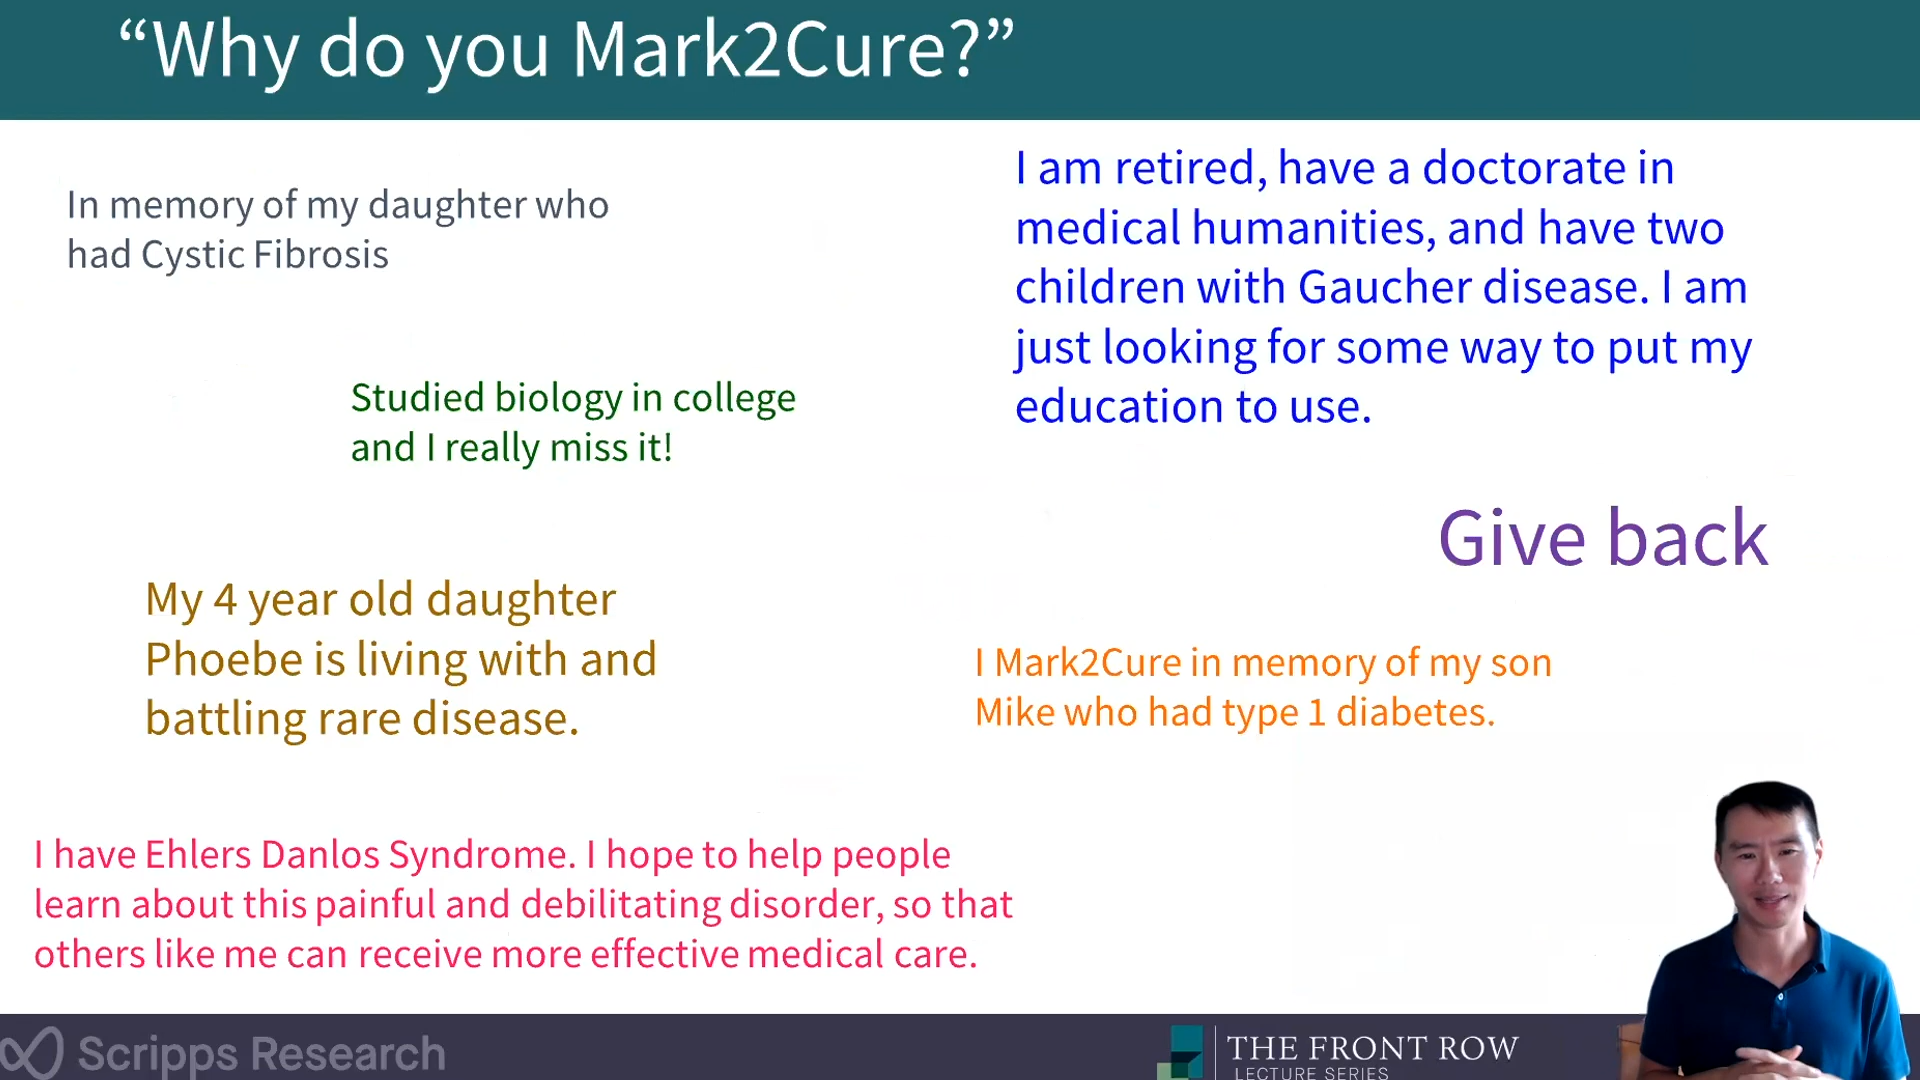 “Why do you Mark2Cure?”
In memory of my daughter who
had Cystic Fibrosis
I am retired, have a doctorate in
medical humanities, and have two
children with Gaucher disease. I am
just looking for some way to put my
education to use.
Studied biology in college
and I really miss it!
Give back
My 4 year old daughter
Phoebe is living with and
battling rare disease.
I Mark2Cure in memory of my son
Mike who had type 1 diabetes.
I have Ehlers Danlos Syndrome. I hope to help people
learn about this painful and debilitating disorder, so that
others like me can receive more effective medical care.
Scripps Research
THE FRONT ROW
LECTURE SERIES